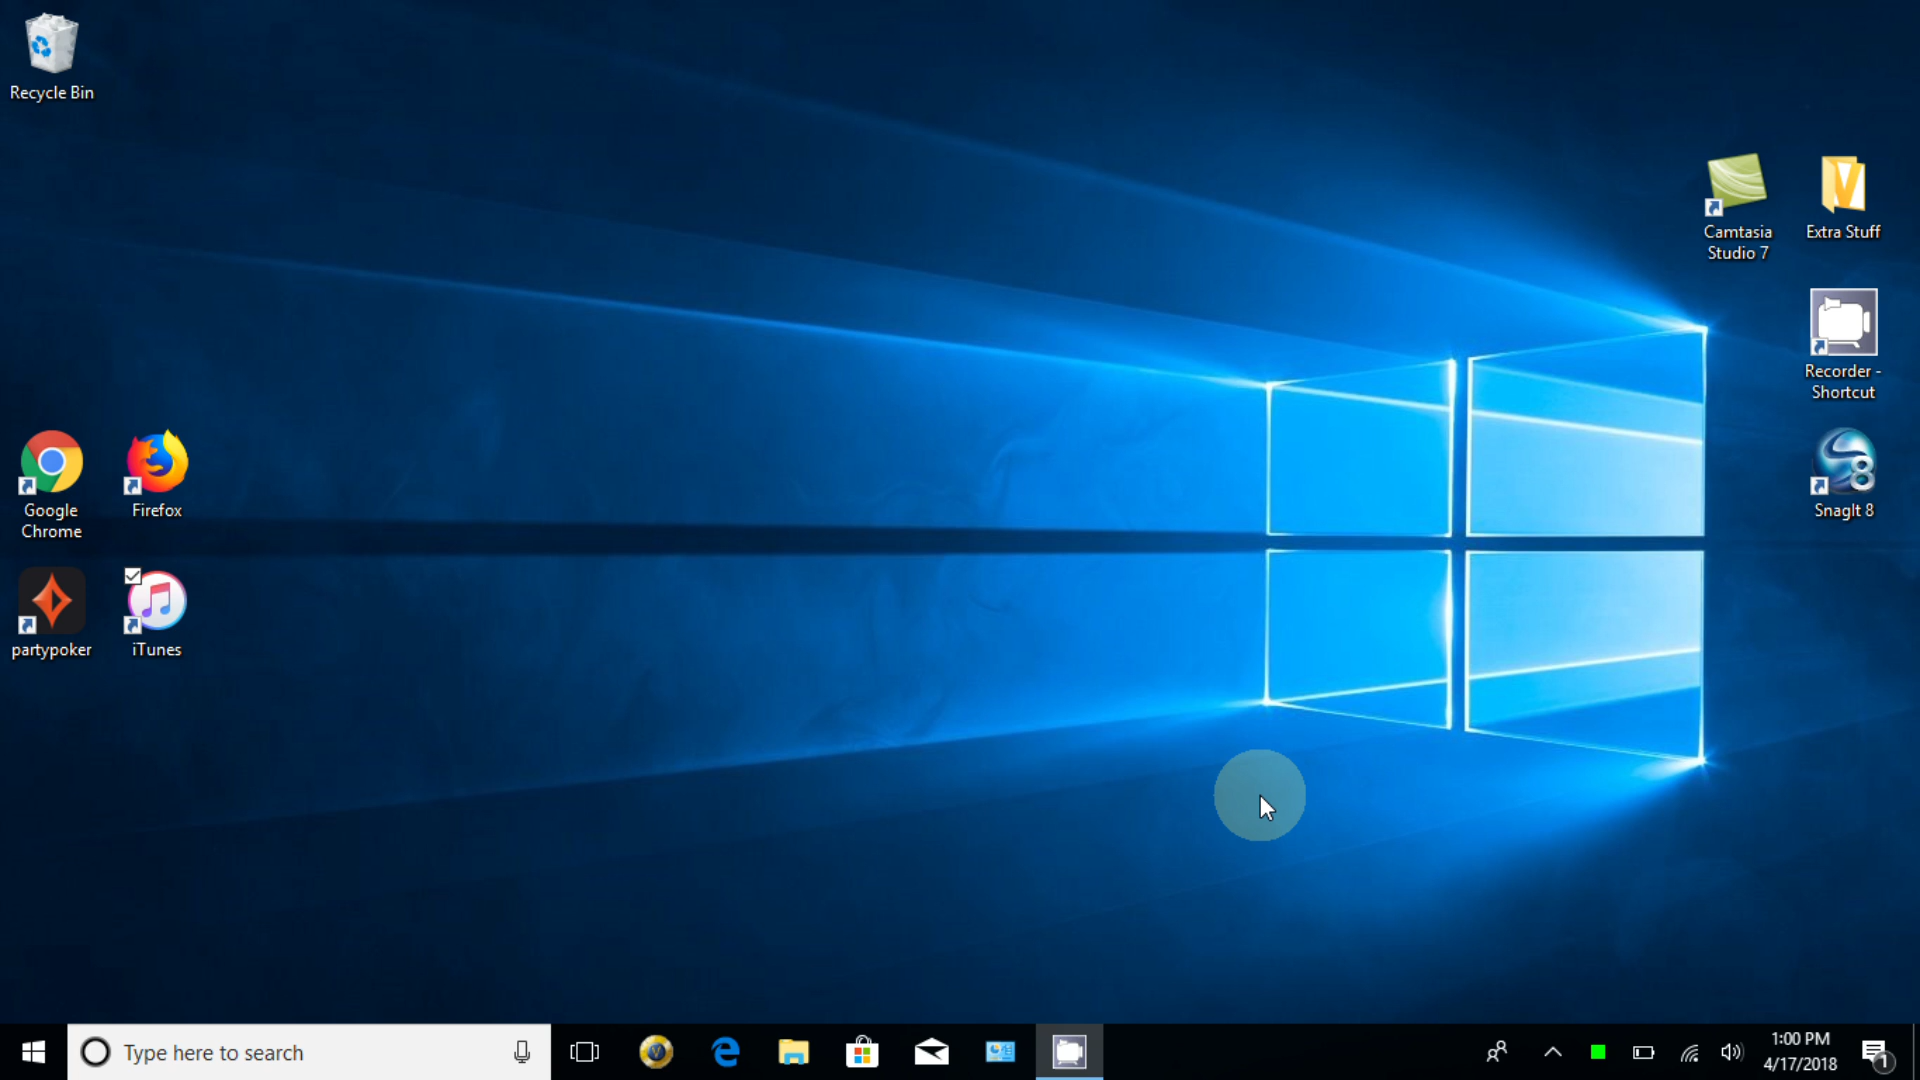 Recycle Bin
Camtasia
Studio 7
Extra Stuff
Recorder -
Shortcut
Google
Chrome
Firefox
SnagIt 8
partypoker
iTunes
Type here to search
1:00 PM
4/17/2018
1